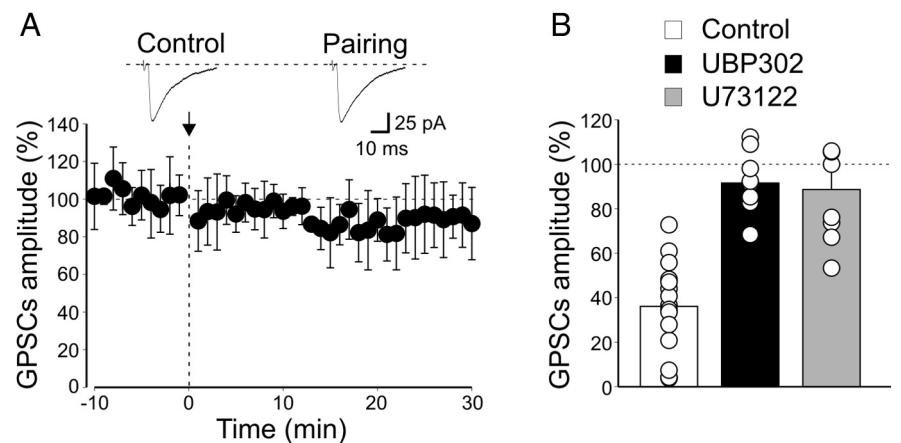 A
Control
Pairing
25 pA
10 ms
GPSCs amplitude (%)
140
120
100
80
60
40
20
0
-10
0
10
20
30
Time (min)
B
Control
UBP302
U73122
GPSCs amplitude (%)
120
100
80
60
40
20
0